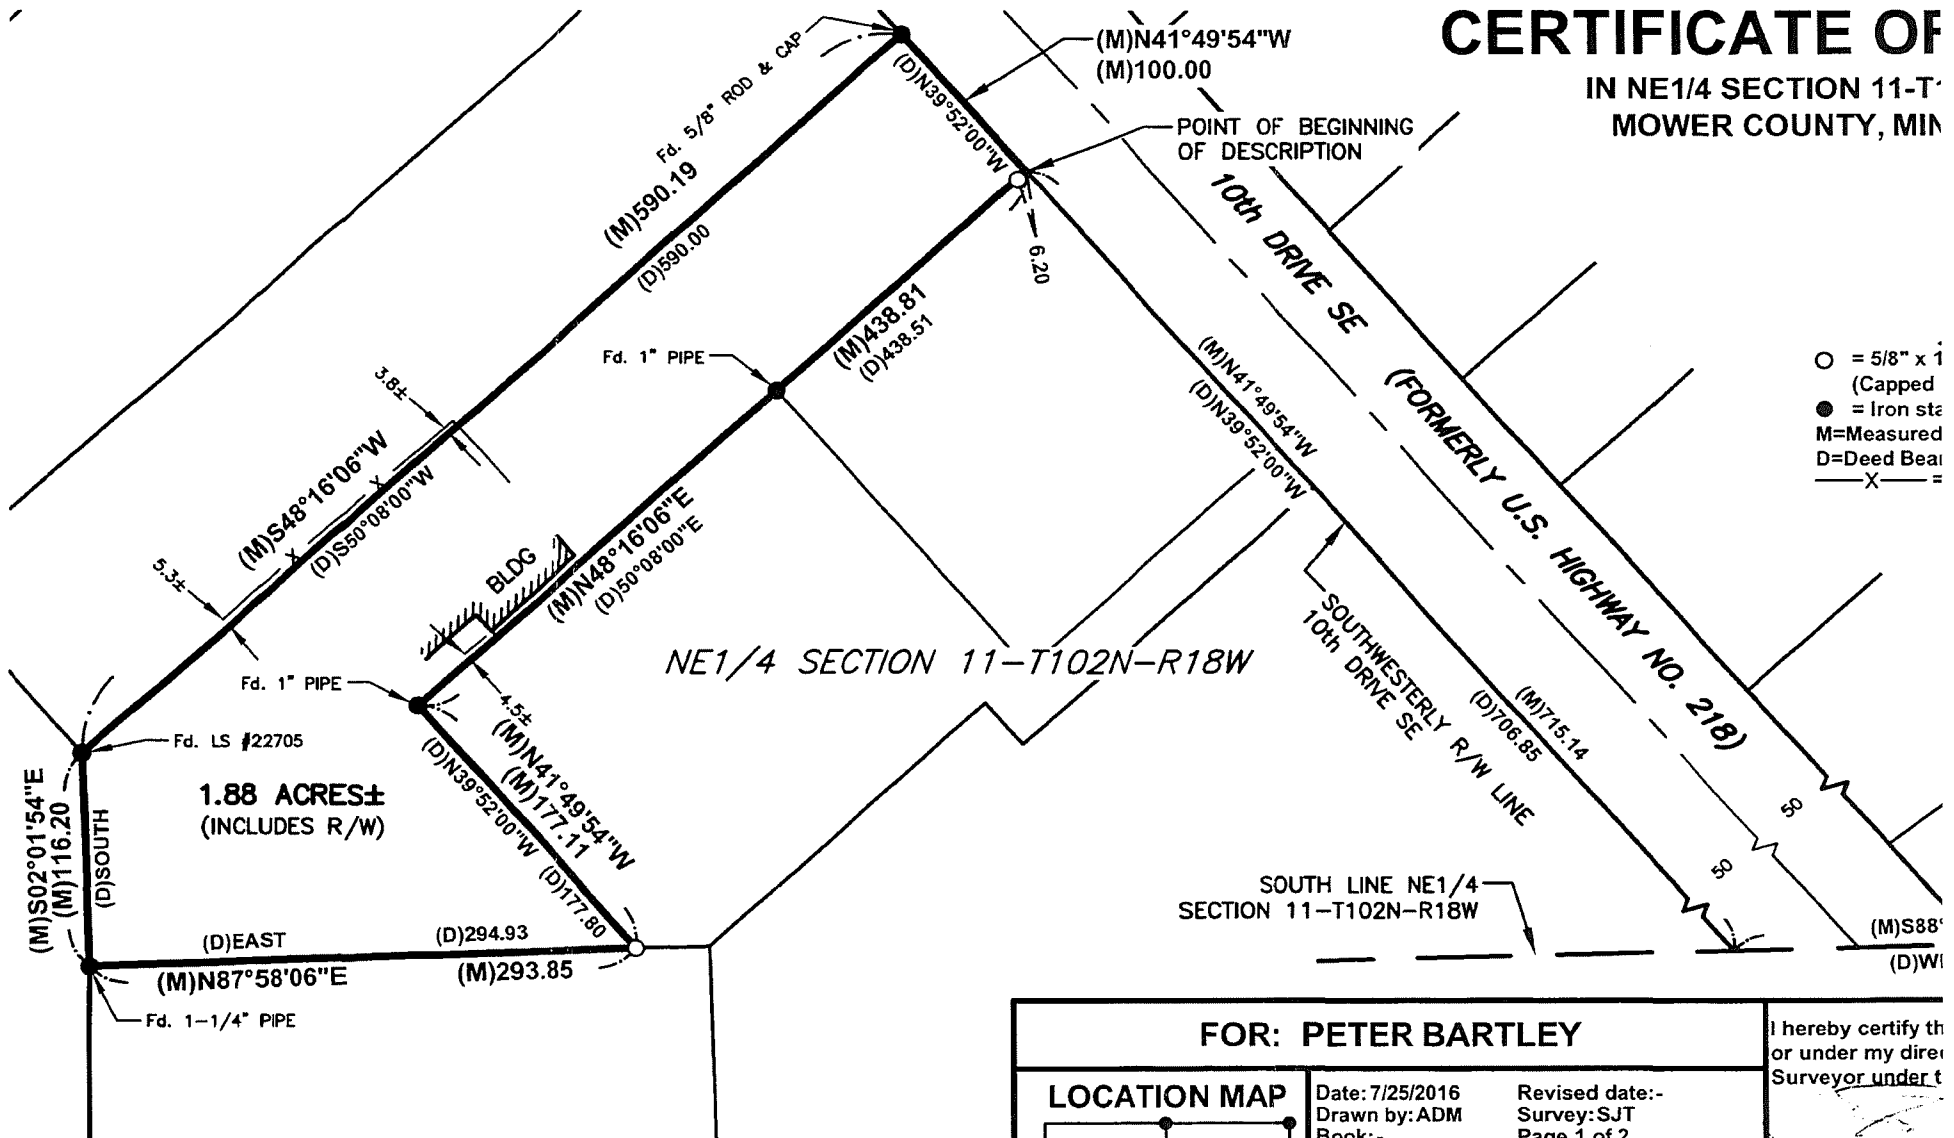 CERTIFICATE OF
IN NE1/4 SECTION 11-T1
MOWER COUNTY, MIN
(M)N41°49'54"W
(M)100.00
(D)N39°52'00"W
Fd. 5/8" ROD & CAP
POINT OF BEGINNING
OF DESCRIPTION
6.20
(M)590.19
(D)590.00
10th DRIVE SE
(FORMERLY U.S. HIGHWAY NO. 218)
(M)438.81
(D)438.51
Fd. 1" PIPE
3.8±
(M)N41°49'54"W
(D)N39°52'00"W
= 5/8" x 1
(Capped
= Iron sta
M=Measured
D=Deed Bea
X =
(M)S48°16'06"W
(D)S50°08'00"W
X
X
5.3±
BLDG
(M)N48°16'06"E
(D)50°08'00"E
SOUTHWESTERLY R/W LINE
10th DRIVE SE
NE1/4 SECTION 11-T102N-R18W
Fd. 1" PIPE
4.5±
(M)N41°49'54"W
(M)177.11
(D)N39°52'00"W
(D)177.80
(M)715.14
(D)706.85
Fd. LS #22705
1.88 ACRES±
(INCLUDES R/W)
(M)S02°01'54"E
(M)116.20
(D)SOUTH
50
50
SOUTH LINE NE1/4
SECTION 11-T102N-R18W
(D)EAST
(D)294.93
(M)N87°58'06"E
(M)293.85
(M)S88°
(D)W
Fd. 1-1/4" PIPE
FOR: PETER BARTLEY
I hereby certify th
or under my dire
Surveyor under t
LOCATION MAP
Date: 7/25/2016
Revised date:-
Drawn by: ADM
Survey: SJT
Book:-
Page 1 of 2